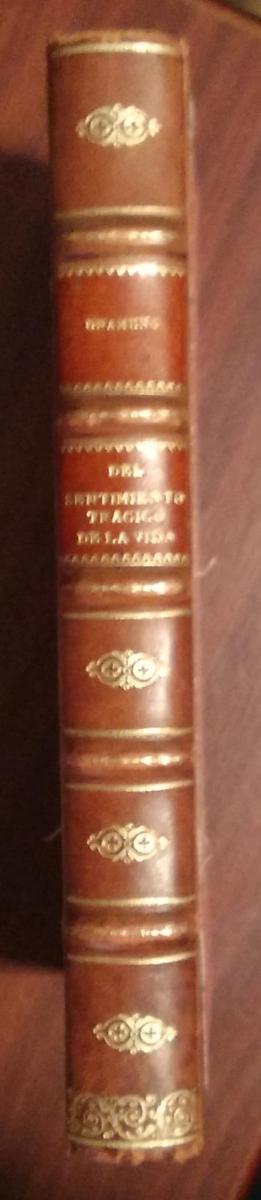 UNAMUNO
DEL
SENTIMIENTO
TRAGICO
DE LA VIDA